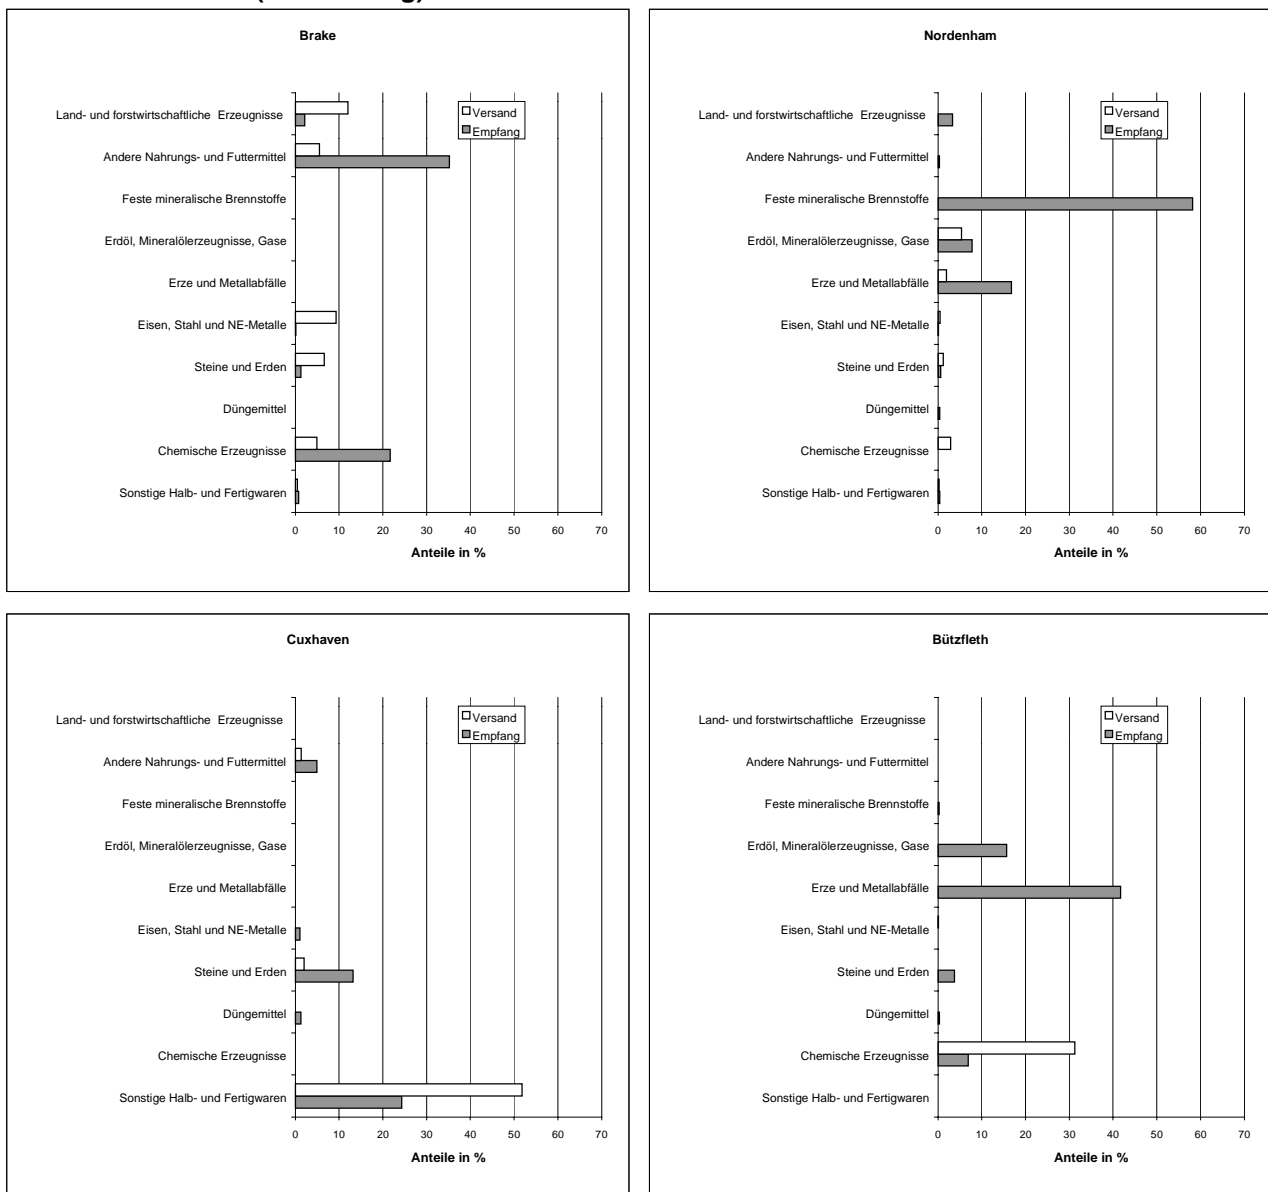 Brake
Land- und forstwirtschaftliche Erzeugnisse
Andere Nahrungs- und Futtermittel
Feste mineralische Brennstoffe
Erdöl, Mineralölerzeugnisse, Gase
Erze und Metallabfälle
Eisen, Stahl und NE-Metalle
Steine und Erden
Düngemittel
Chemische Erzeugnisse
Sonstige Halb- und Fertigwaren
Versand
Empfang
0 10 20 30 40 50 60 70
Anteile in %
Nordenham
Land- und forstwirtschaftliche Erzeugnisse
Andere Nahrungs- und Futtermittel
Feste mineralische Brennstoffe
Erdöl, Mineralölerzeugnisse, Gase
Erze und Metallabfälle
Eisen, Stahl und NE-Metalle
Steine und Erden
Düngemittel
Chemische Erzeugnisse
Sonstige Halb- und Fertigwaren
Versand
Empfang
0 10 20 30 40 50 60 70
Anteile in %
Cuxhaven
Land- und forstwirtschaftliche Erzeugnisse
Andere Nahrungs- und Futtermittel
Feste mineralische Brennstoffe
Erdöl, Mineralölerzeugnisse, Gase
Erze und Metallabfälle
Eisen, Stahl und NE-Metalle
Steine und Erden
Düngemittel
Chemische Erzeugnisse
Sonstige Halb- und Fertigwaren
Versand
Empfang
0 10 20 30 40 50 60 70
Anteile in %
Bützfleth
Land- und forstwirtschaftliche Erzeugnisse
Andere Nahrungs- und Futtermittel
Feste mineralische Brennstoffe
Erdöl, Mineralölerzeugnisse, Gase
Erze und Metallabfälle
Eisen, Stahl und NE-Metalle
Steine und Erden
Düngemittel
Chemische Erzeugnisse
Sonstige Halb- und Fertigwaren
Versand
Empfang
0 10 20 30 40 50 60 70
Anteile in %